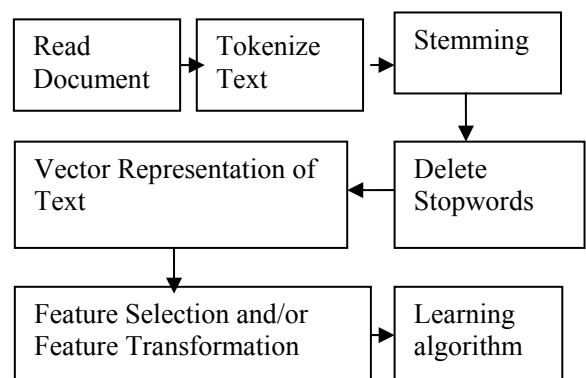 Read
Document
Tokenize
Text
Stemming
Delete
Stopwords
Vector Representation of
Text
Feature Selection and/or
Feature Transformation
Learning
algorithm